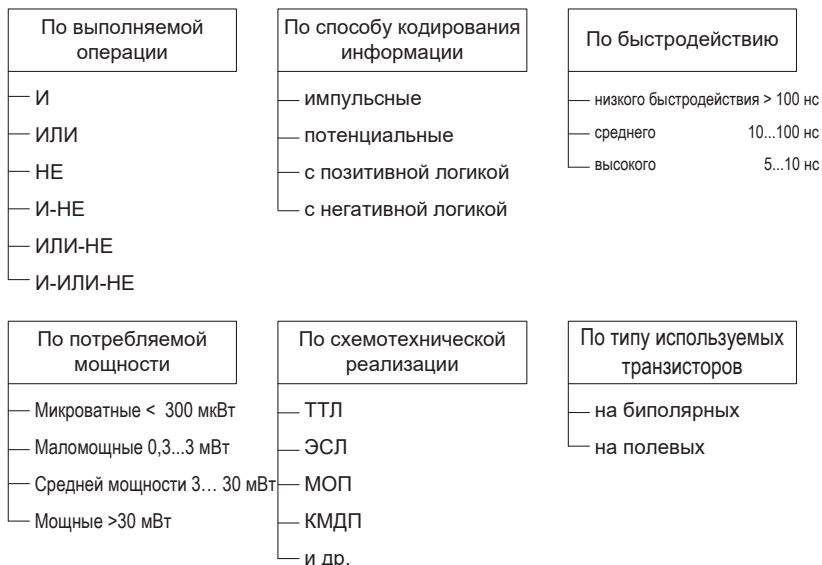 По выполняемой
операции
И
ИЛИ
НЕ
И-НЕ
ИЛИ-НЕ
И-ИЛИ-НЕ
По способу кодирования
информации
импульсные
потенциальные
с позитивной логикой
с негативной логикой
По быстродействию
низкого быстродействия > 100 нс
среднего 10...100 нс
высокого 5...10 нс
По потребляемой
мощности
Микроватные < 300 мкВт
Маломощные 0,3...3 мВт
Средней мощности 3… 30 мВт
Мощные >30 мВт
По схемотехнической
реализации
ТТЛ
ЭСЛ
МОП
КМДП
и др.
По типу используемых
транзисторов
на биполярных
на полевых